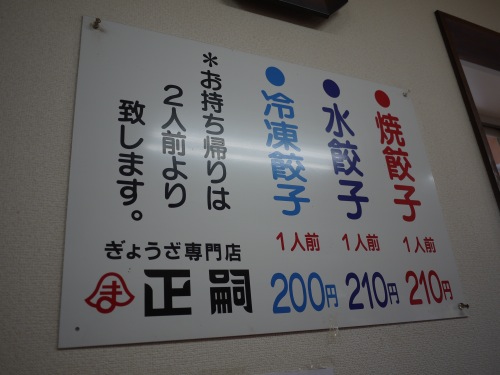 ●焼餃子
1人前
210円
●水餃子
1人前
210円
●冷凍餃子
1人前
200円
＊お持ち帰りは
2人前より
致します。
ぎょうざ専門店
ま
正嗣